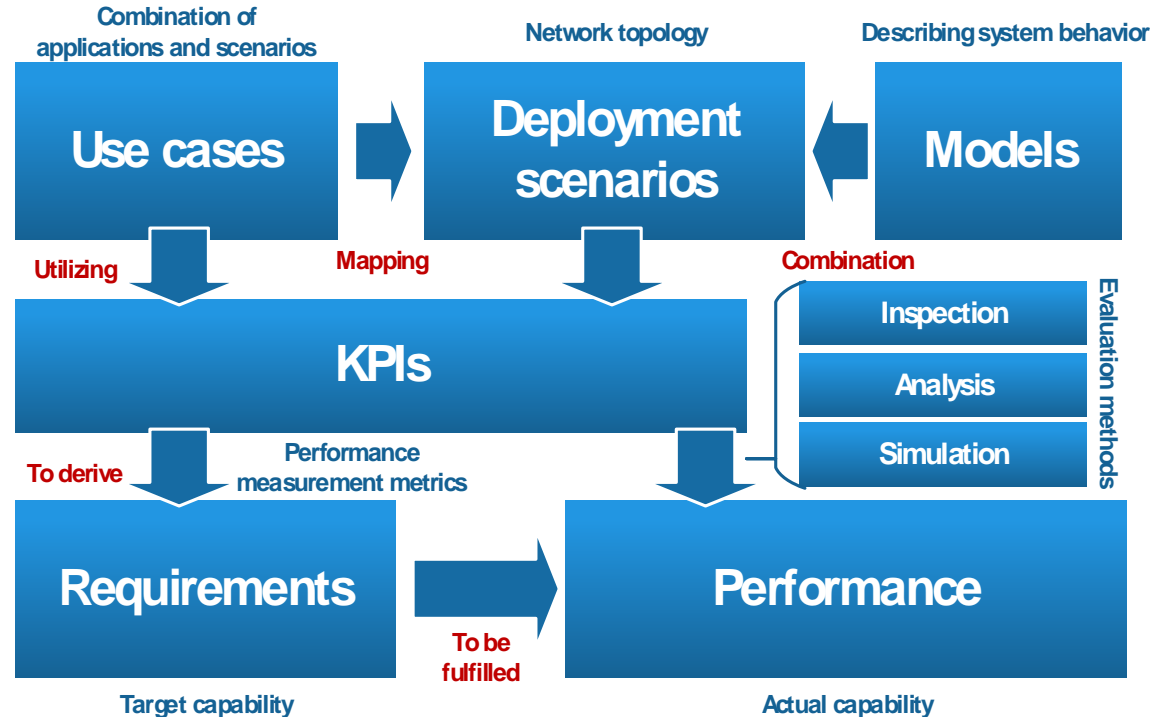 Combination of
applications and scenarios
Network topology
Describing system behavior
Use cases
Deployment
scenarios
Models
Utilizing
Mapping
Combination
KPIs
Inspection
Analysis
Simulation
Evaluation methods
To derive
Performance
measurement metrics
Requirements
To be
fulfilled
Performance
Target capability
Actual capability